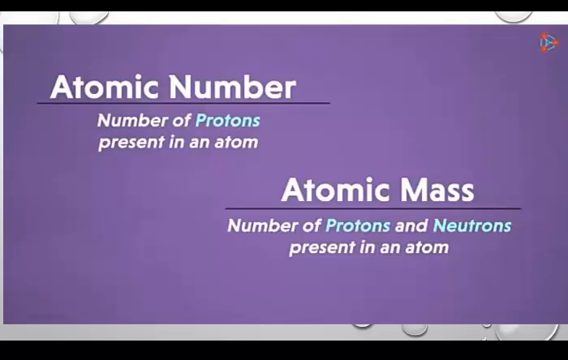 Atomic Number
Number of Protons
present in an atom
Atomic Mass
Number of Protons and Neutrons
present in an atom